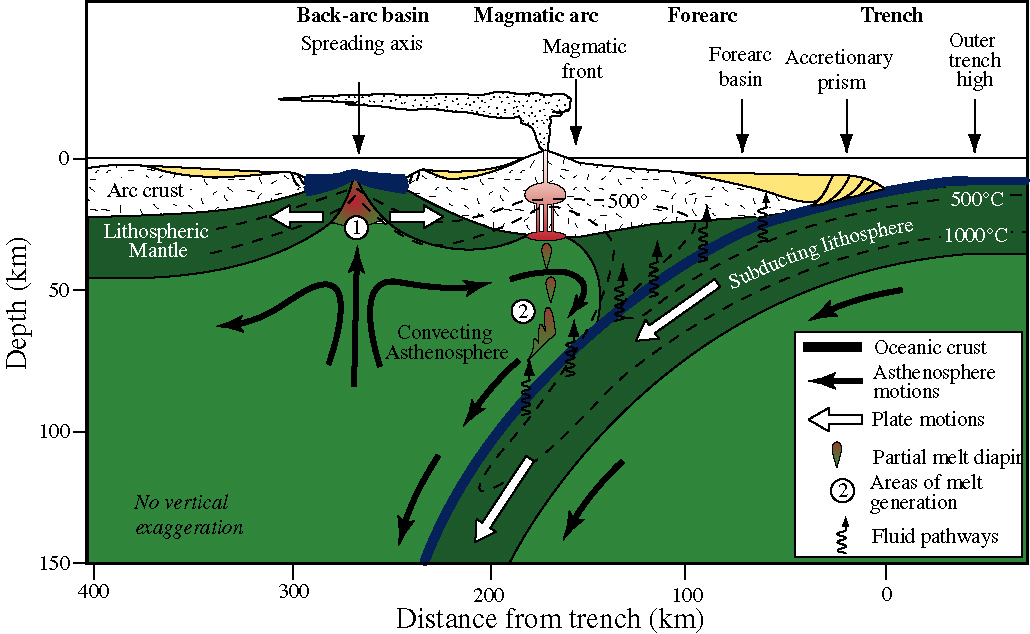 Back-arc basin
Magmatic arc
Forearc
Trench
Spreading axis
Magmatic
front
Forearc
basin
Accretionary
prism
Outer
trench
high
0
50
100
150
Depth (km)
Arc crust
Lithospheric
Mantle
1
500°
500°C
1000°C
Subducting lithosphere
2
Convecting
Asthenosphere
No vertical
exaggeration
Oceanic crust
Asthenosphere
motions
Plate motions
Partial melt diapir
2
Areas of melt
generation
Fluid pathways
400
300
200
100
0
Distance from trench (km)